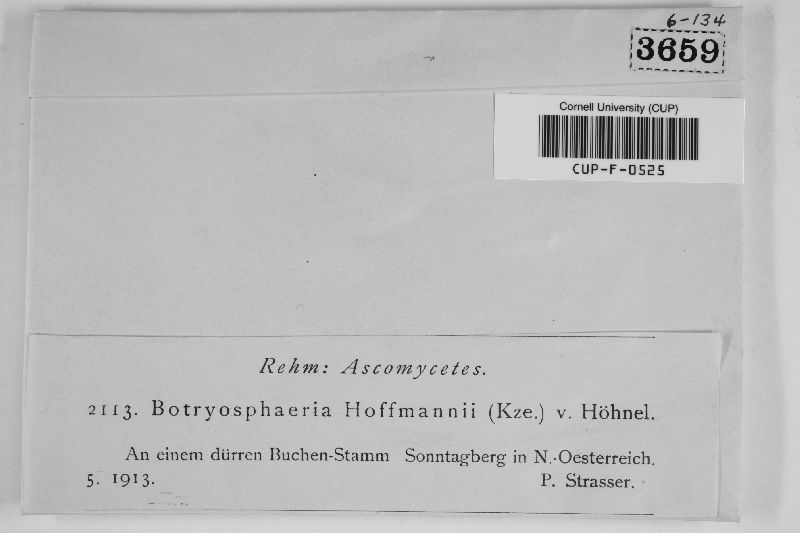 6-134
3659
Cornell University (CUP)
CUP-F-0525
Rehm: Ascomycetes.
2113. Botryosphaeria Hoffmannii (Kze.) v. Höhnel.
An einem dürren Buchen-Stamm Sonntagberg in N.-Oesterreich.
5. 1913. P. Strasser.